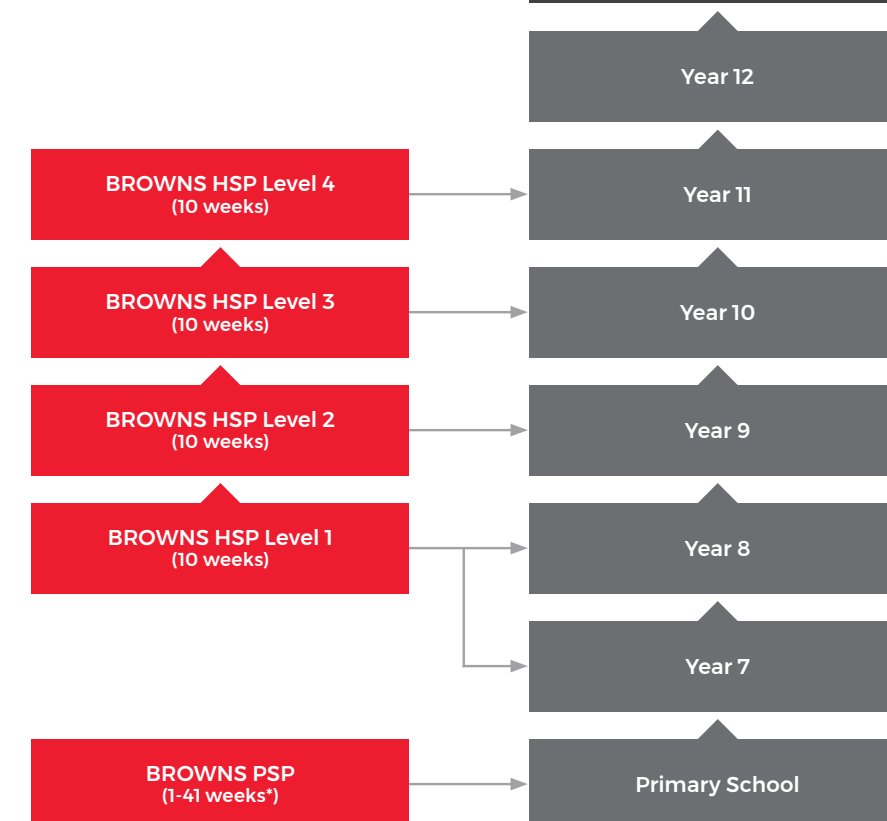 Year 12
BROWNS HSP Level 4
(10 weeks)
Year 11
BROWNS HSP Level 3
(10 weeks)
Year 10
BROWNS HSP Level 2
(10 weeks)
Year 9
BROWNS HSP Level 1
(10 weeks)
Year 8
Year 7
BROWNS PSP
(1-41 weeks*)
Primary School